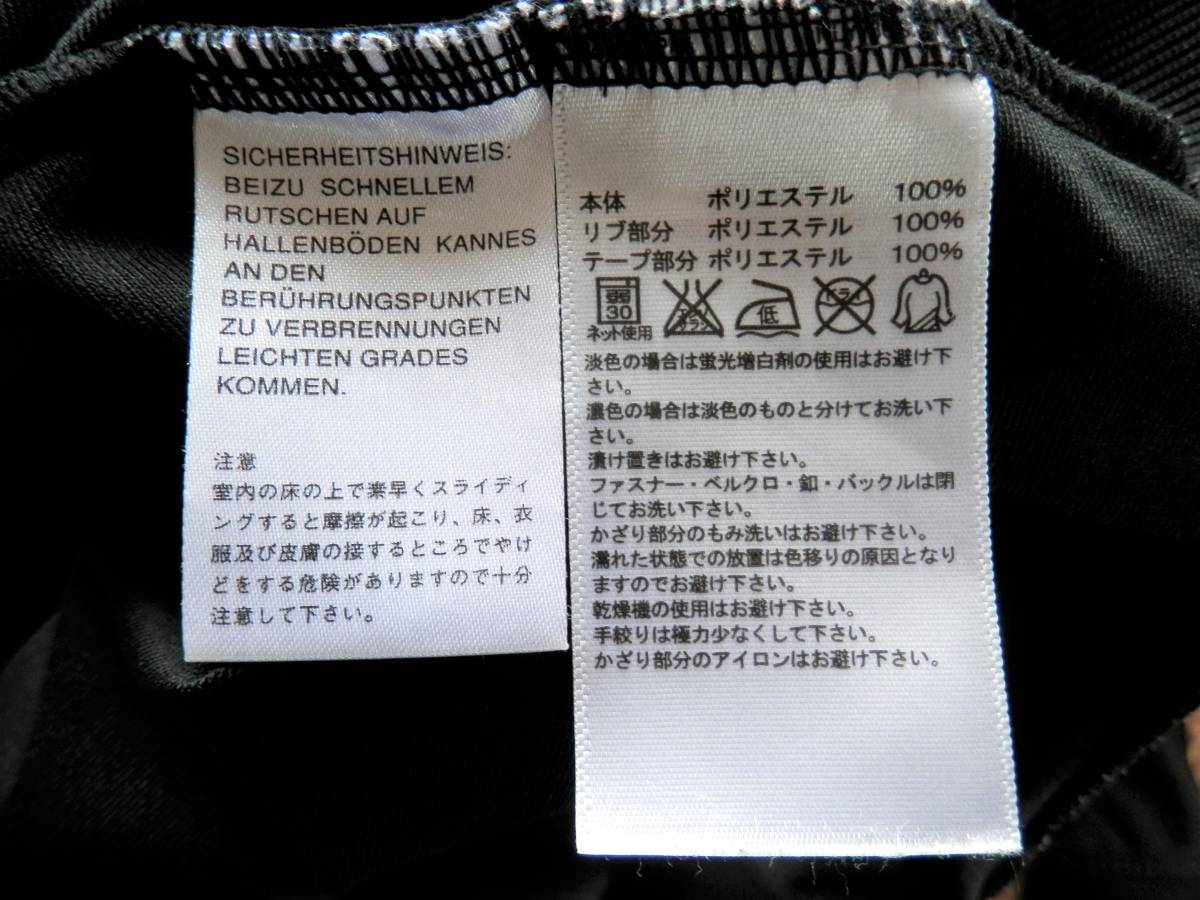 SICHERHEITSHINWEIS:
BEIZU SCHNELLEM
RUTSCHEN AUF
HALLENBÖDEN KANNES
AN DEN
BERÜHRUNGSPUNKTEN
ZU VERBRENNUNGEN
LEICHTEN GRADES
KOMMEN.
注意
室内の床の上で素早くスライディ
ングすると摩擦が起こり、床、衣
服及び皮膚の接するところでやけ
どをする危険がありますので十分
注意して下さい。
本体 ポリエステル 100%
リブ部分 ポリエステル 100%
テープ部分 ポリエステル 100%
30 低
ネット使用
淡色の場合は蛍光増白剤の使用はお避け下
さい。
濃色の場合は淡色のものと分けてお洗い下
さい。
漬け置きはお避け下さい。
ファスナー・ベルクロ・釦・バックルは閉
じてお洗い下さい。
かざり部分のもみ洗いはお避け下さい。
濡れた状態での放置は色移りの原因となり
ますのでお避け下さい。
乾燥機の使用はお避け下さい。
手絞りは極力少なくして下さい。
かざり部分のアイロンはお避け下さい。